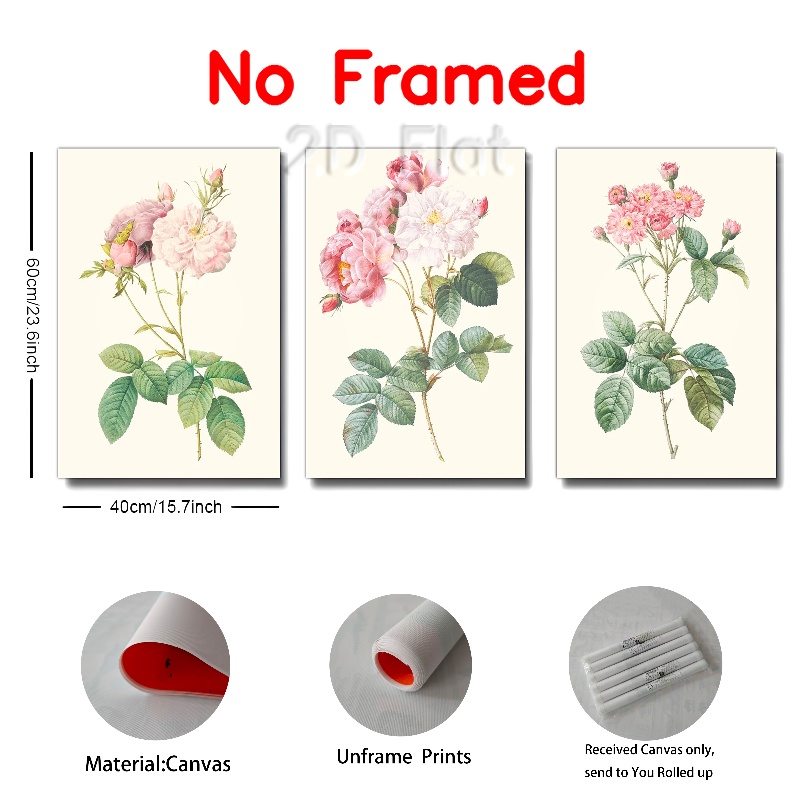 No Framed
2D Flat
60cm/23.6inch
40cm/15.7inch
Material:Canvas
Unframe Prints
Received Canvas only,
send to You Rolled up